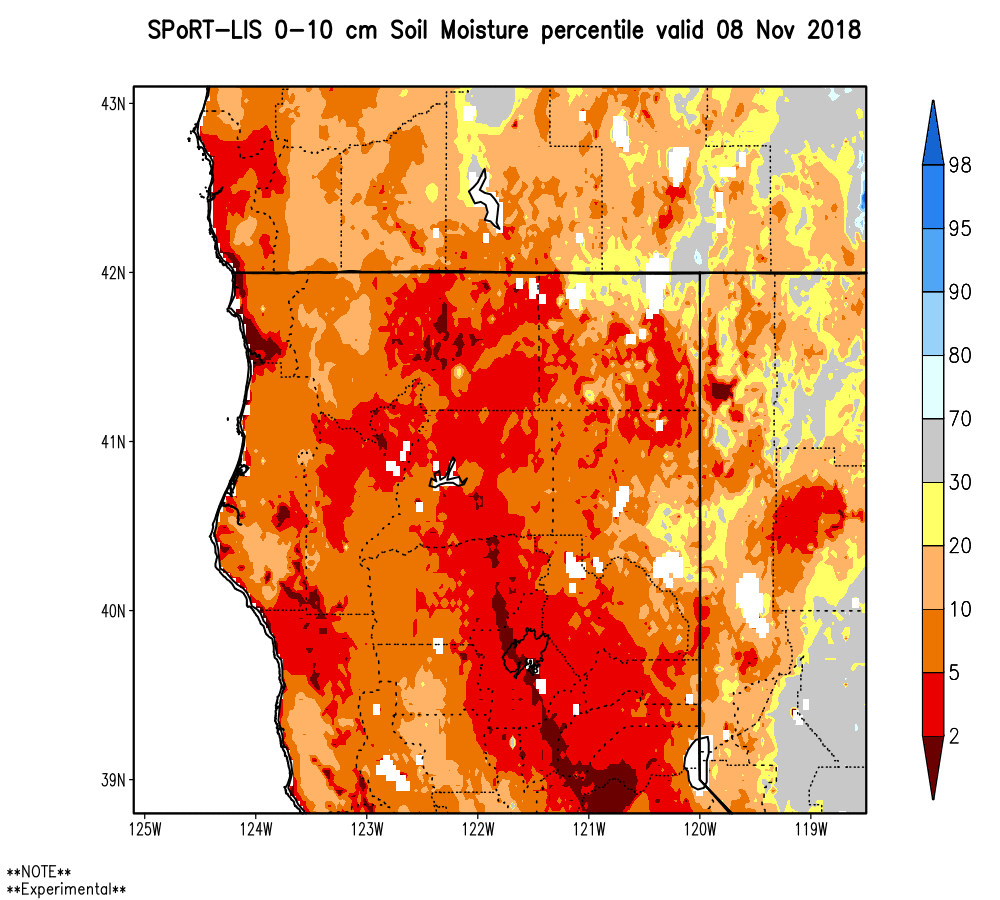 SPoRT-LIS 0-10 cm Soil Moisture percentile valid 08 Nov 2018
43N
42N
41N
40N
39N
125W 124W 123W 122W 121W 120W 119W
98
95
90
80
70
30
20
10
5
2
**NOTE**
**Experimental**